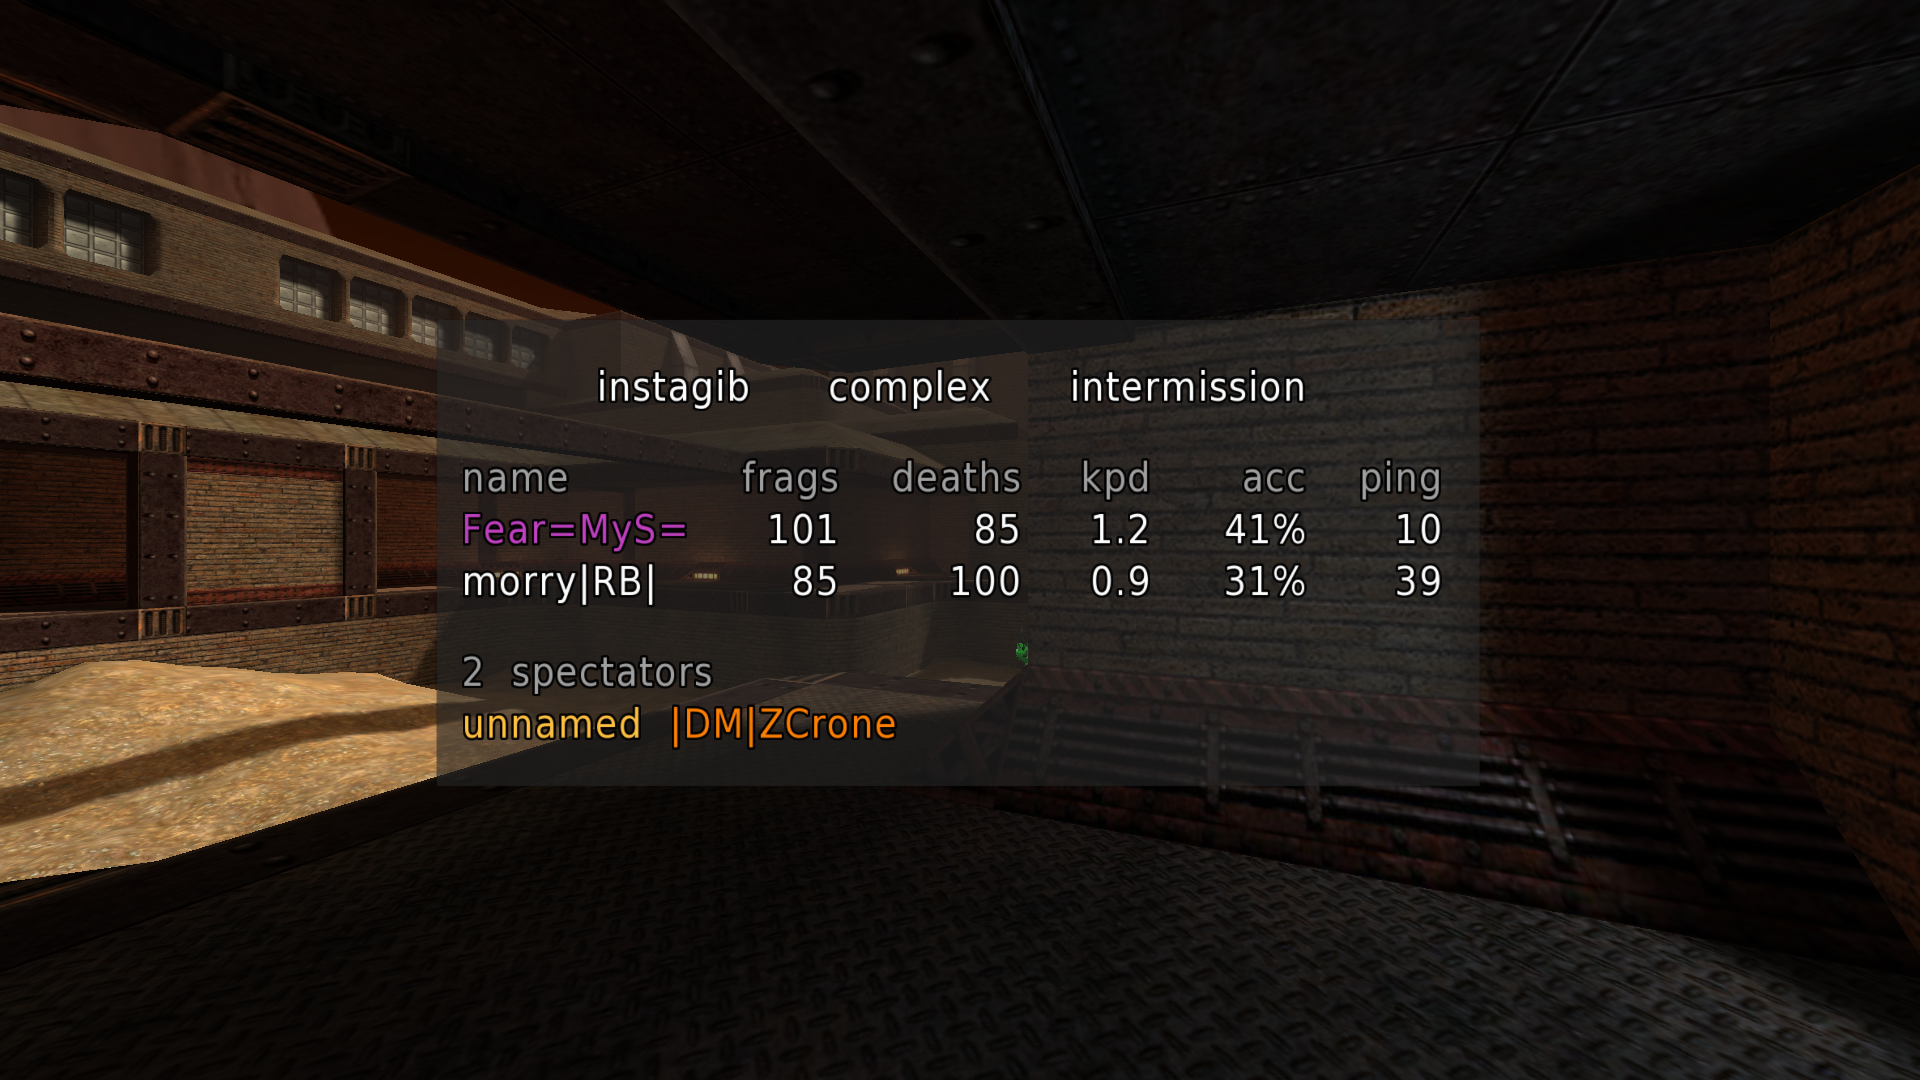 instagib complex intermission
name frags deaths kpd acc ping
Fear=MyS= 101 85 1.2 41% 10
morry|RB| 85 100 0.9 31% 39
2 spectators
unnamed |DM|ZCrone